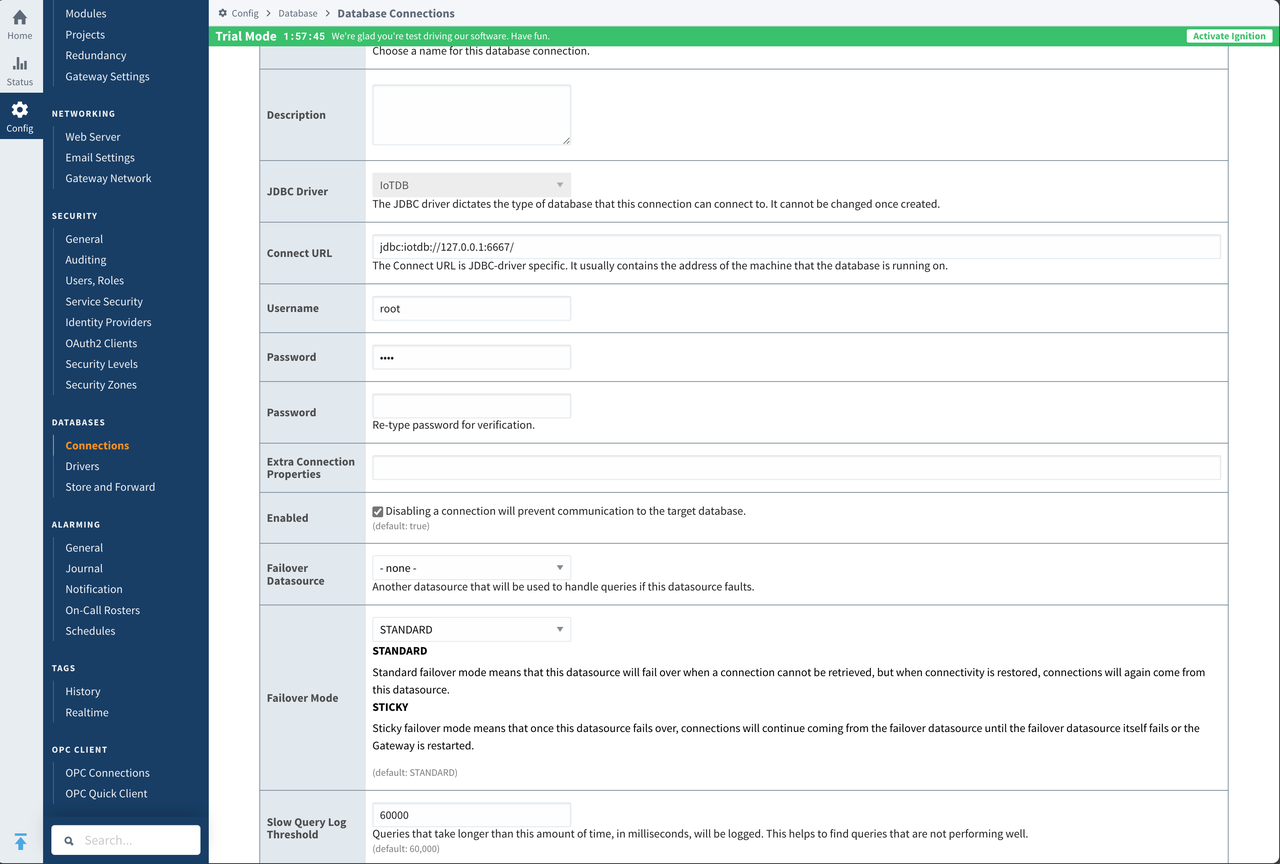 Home
Status
Config
Modules
Projects
Redundancy
Gateway Settings
NETWORKING
Web Server
Email Settings
Gateway Network
SECURITY
General
Auditing
Users, Roles
Service Security
Identity Providers
OAuth2 Clients
Security Levels
Security Zones
DATABASES
Connections
Drivers
Store and Forward
ALARMING
General
Journal
Notification
On-Call Rosters
Schedules
TAGS
History
Realtime
OPC CLIENT
OPC Connections
OPC Quick Client
Search...
Config > Database > Database Connections
Trial Mode 1:57:45 We're glad you're test driving our software. Have fun. Activate Ignition
Choose a name for this database connection.
Description
JDBC Driver
IoTDB
The JDBC driver dictates the type of database that this connection can connect to. It cannot be changed once created.
Connect URL
jdbc:iotdb://127.0.0.1:6667/
The Connect URL is JDBC-driver specific. It usually contains the address of the machine that the database is running on.
Username
root
Password
••••
Password
Re-type password for verification.
Extra Connection
Properties
Enabled
Disabling a connection will prevent communication to the target database.
(default: true)
Failover
Datasource
- none -
Another datasource that will be used to handle queries if this datasource faults.
Failover Mode
STANDARD
STANDARD
Standard failover mode means that this datasource will fail over when a connection cannot be retrieved, but when connectivity is restored, connections will again come from
this datasource.
STICKY
Sticky failover mode means that once this datasource fails over, connections will continue coming from the failover datasource until the failover datasource itself fails or the
Gateway is restarted.
(default: STANDARD)
Slow Query Log
Threshold
60000
Queries that take longer than this amount of time, in milliseconds, will be logged. This helps to find queries that are not performing well.
(default: 60,000)